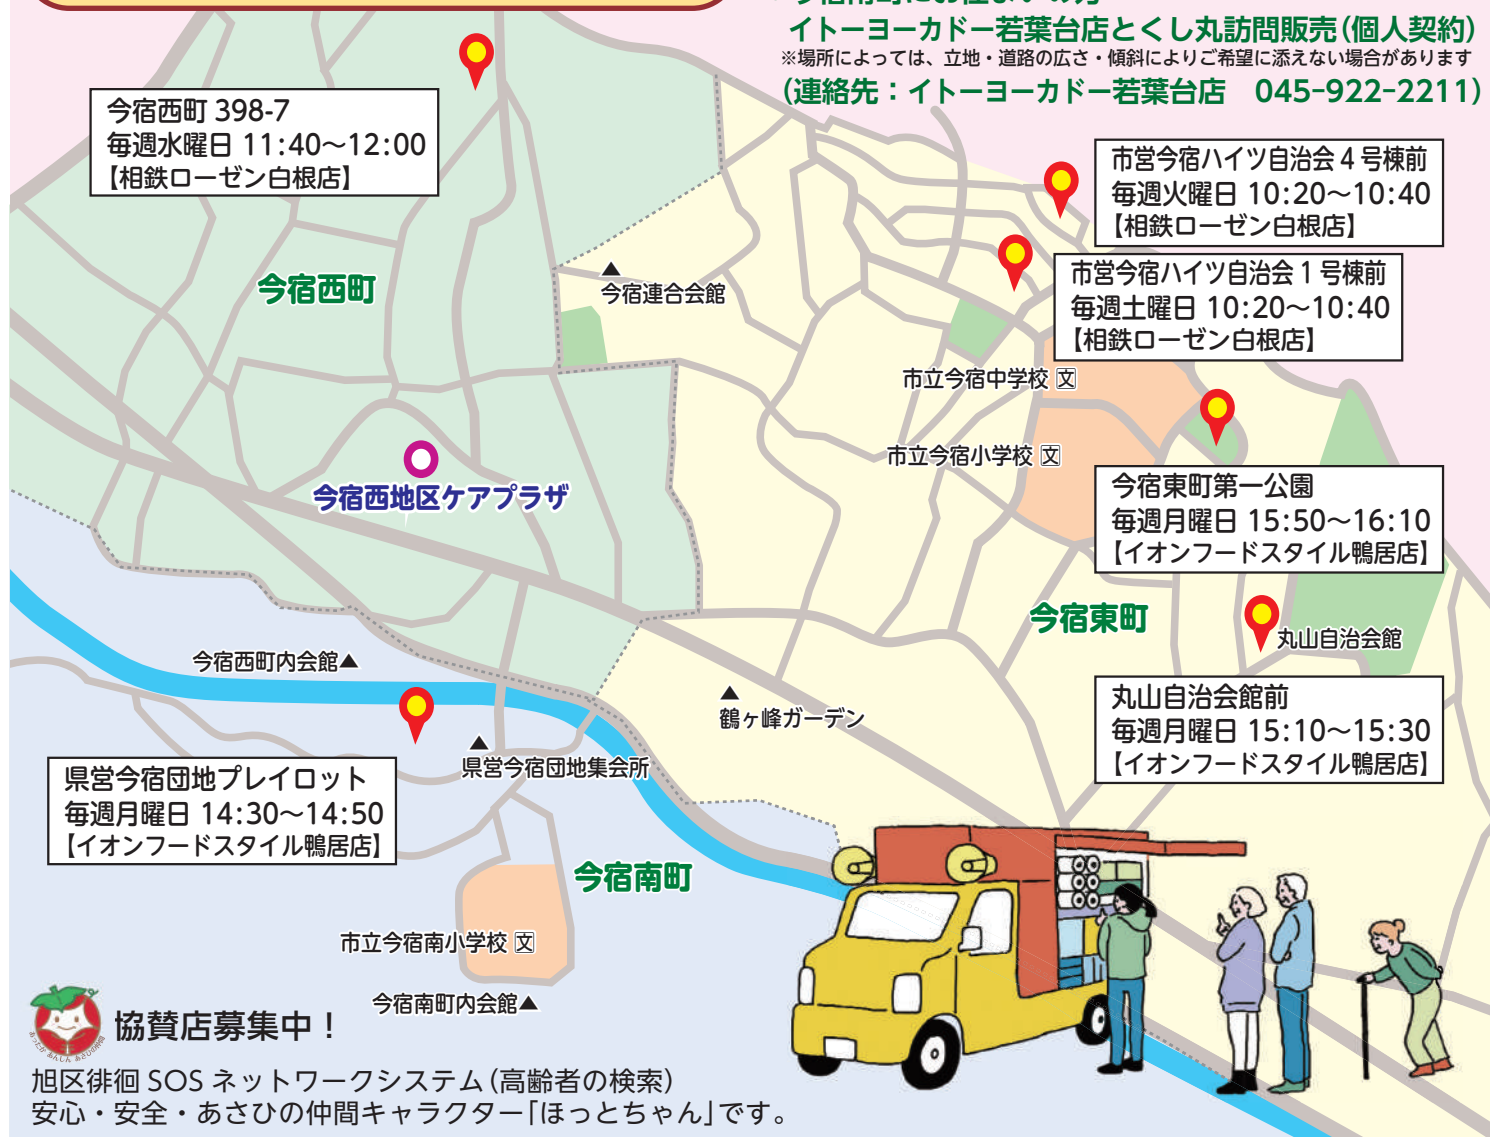 イトーヨーカドー若葉台店とくし丸訪問販売(個人契約)
※場所によっては、立地・道路の広さ・傾斜によりご希望に添えない場合があります
(連絡先：イトーヨーカドー若葉台店　045-922-2211)
今宿西町 398-7
毎週水曜日 11:40～12:00
【相鉄ローゼン白根店】
市営今宿ハイツ自治会 4 号棟前
毎週火曜日 10:20～10:40
【相鉄ローゼン白根店】
市営今宿ハイツ自治会 1 号棟前
毎週土曜日 10:20～10:40
【相鉄ローゼン白根店】
今宿西町
▲
今宿連合会館
市立今宿中学校 文
市立今宿小学校 文
今宿西地区ケアプラザ
今宿東町第一公園
毎週月曜日 15:50～16:10
【イオンフードスタイル鴨居店】
今宿東町
丸山自治会館
今宿西町内会館▲
丸山自治会館前
毎週月曜日 15:10～15:30
【イオンフードスタイル鴨居店】
▲
鶴ヶ峰ガーデン
▲
県営今宿団地集会所
県営今宿団地プレイロット
毎週月曜日 14:30～14:50
【イオンフードスタイル鴨居店】
今宿南町
市立今宿南小学校 文
今宿南町内会館▲
協賛店募集中！
旭区徘徊 SOS ネットワークシステム(高齢者の検索)
安心・安全・あさひの仲間キャラクター「ほっとちゃん」です。